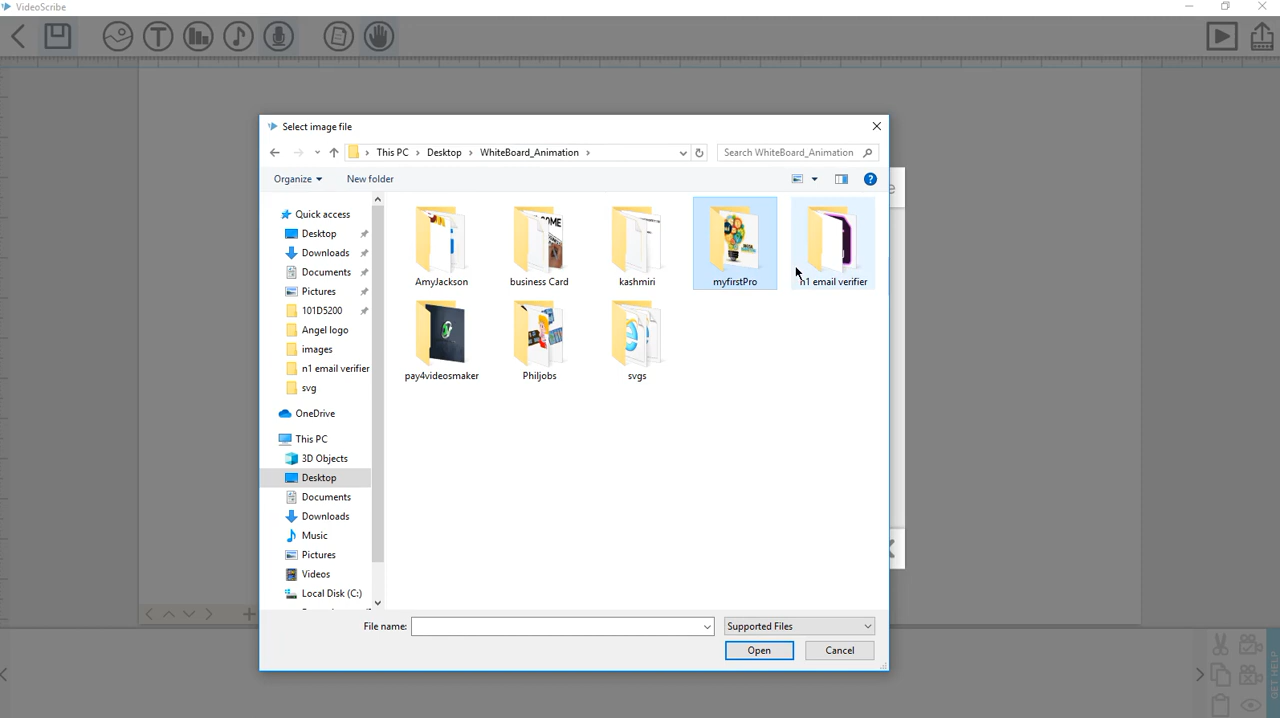 VideoScribe
Select image file
This PC
Desktop
WhiteBoard_Animation
Search WhiteBoard_Animation
Organize
New folder
Quick access
Desktop
Downloads
Documents
Pictures
101D5200
Angel logo
images
n1 email verifier
svg
OneDrive
This PC
3D Objects
Desktop
Documents
Downloads
Music
Pictures
Videos
Local Disk (C:)
AmyJackson
business Card
kashmiri
myfirstPro
n1 email verifier
pay4videosmaker
Philjobs
svgs
File name:
Supported Files
Open
Cancel
GET HELP